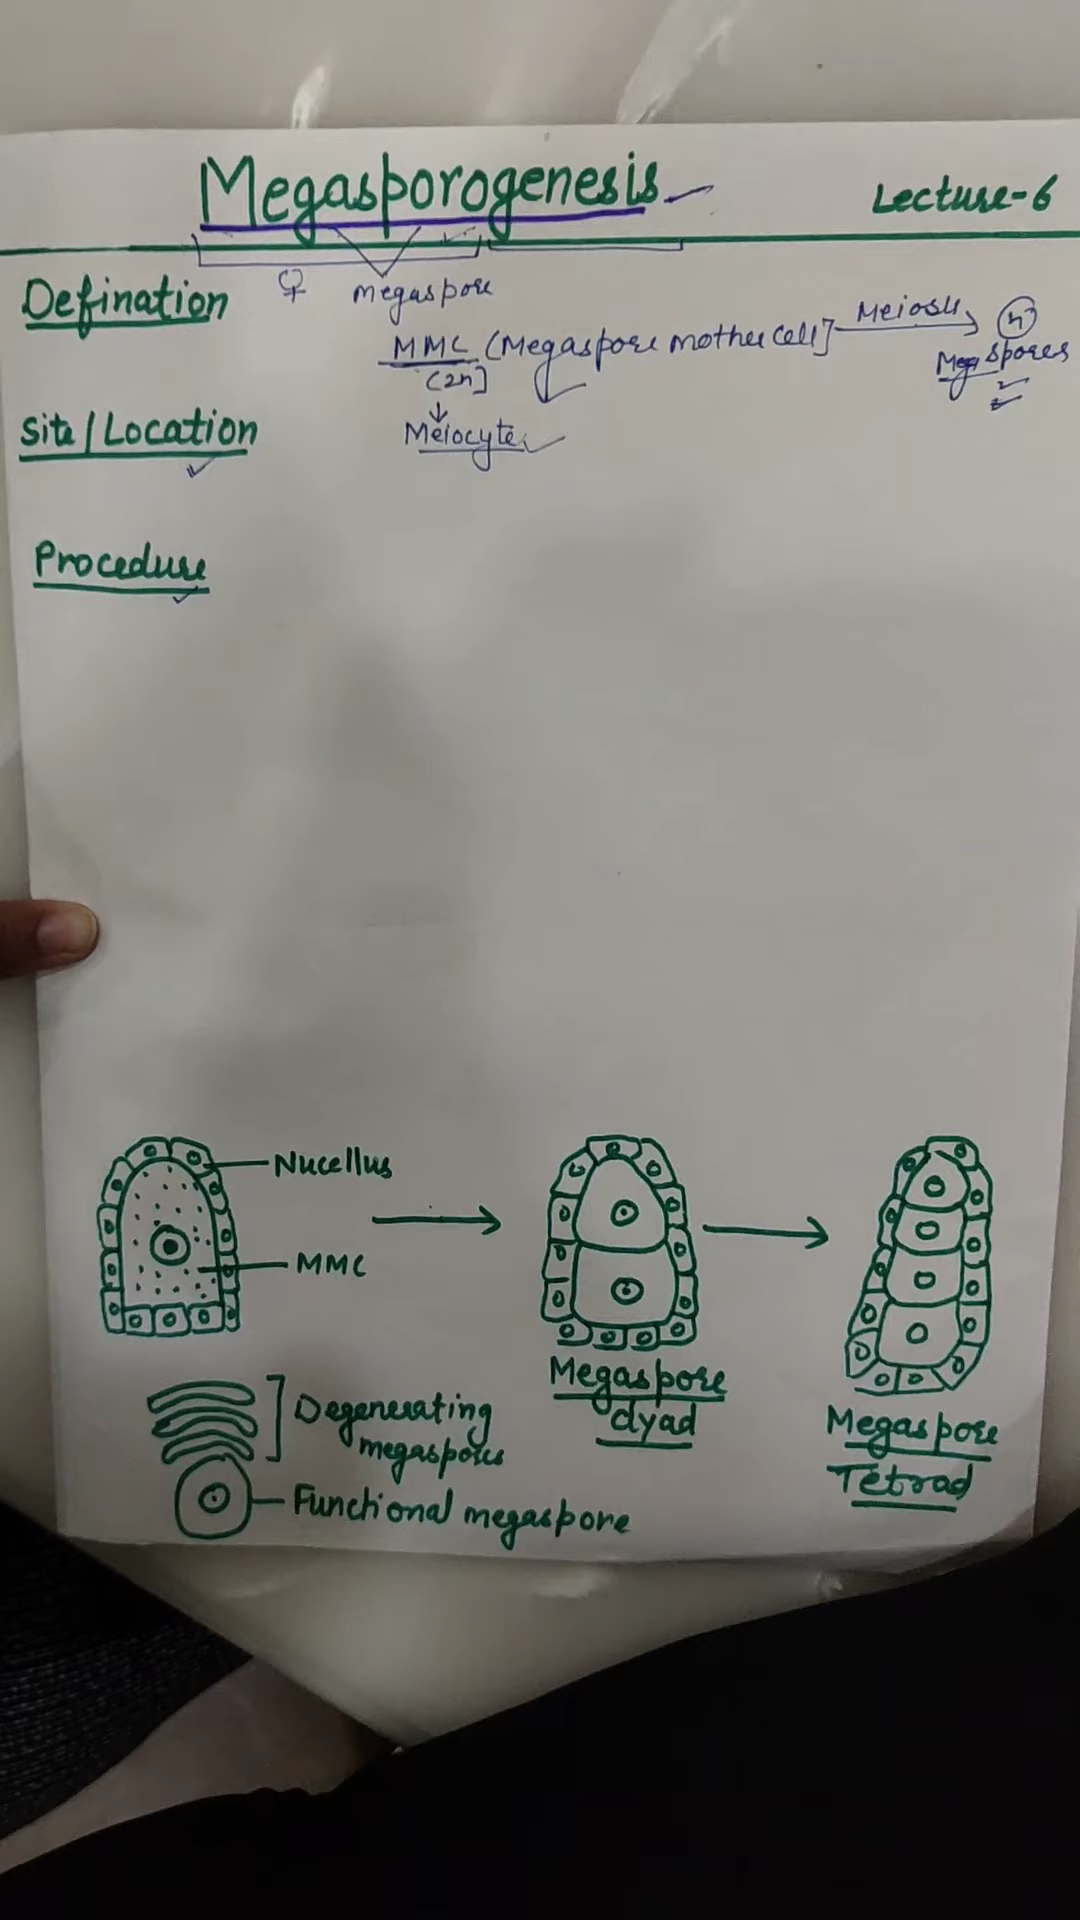 Megasporogenesis
Lecture-6
Defination
♀ megaspore
MMC (Megaspore mother cell] Meiosis (n)
(2n]
Megaspores
Meiocyte
Site/Location
Procedure
Nucellus
MMC
Megaspore
dyad
Megaspore
Tetrad
Degenerating
megaspores
Functional megaspore